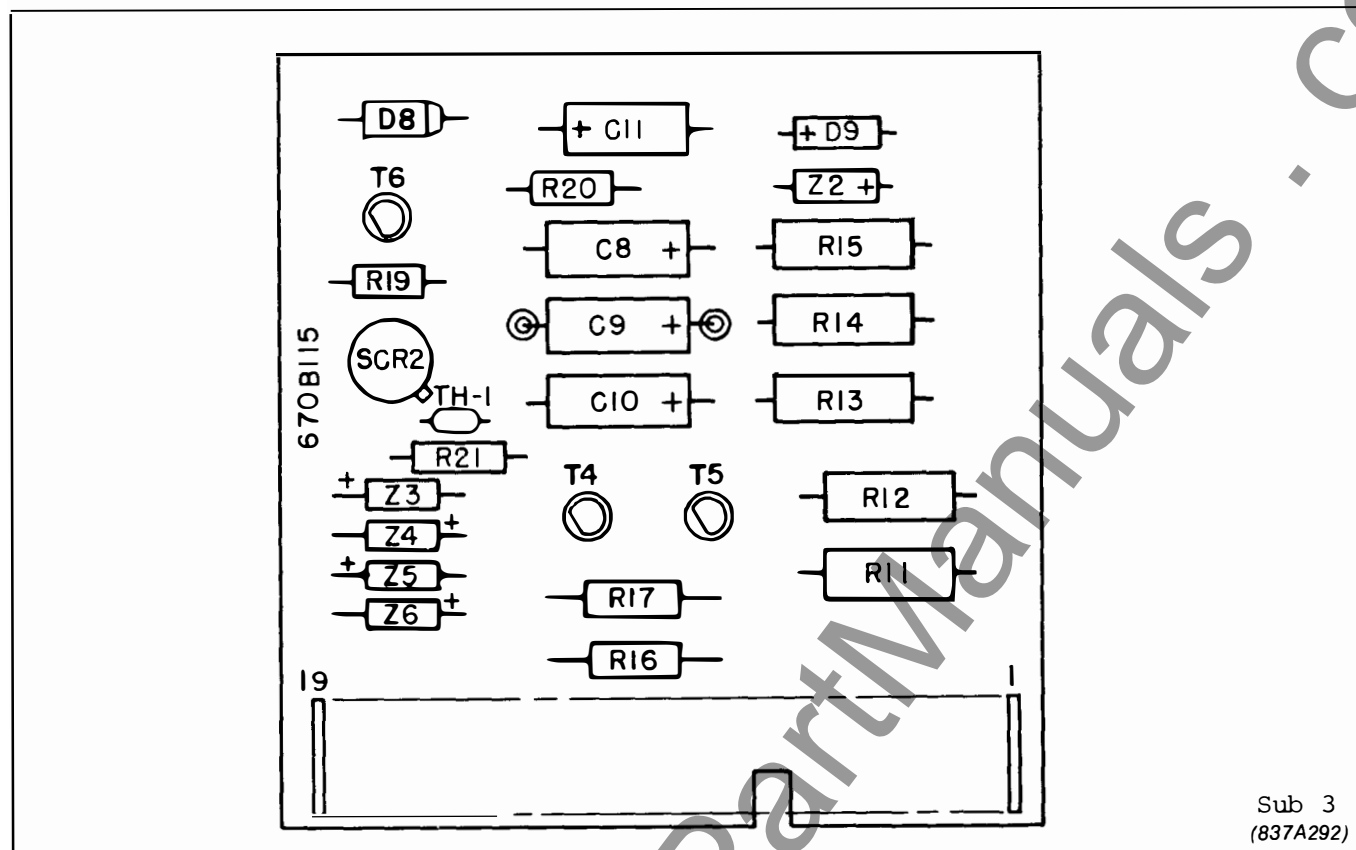 D8
+ C11
+ D9
T6
R20
Z2 +
C8 +
R15
R19
C9 +
R14
670B115
SCR2
TH-1
C10 +
R13
R21
T4
T5
+ Z3
R12
Z4 +
+ Z5
R11
Z6 +
R17
R16
19
1
Sub 3
(837A292)
PartManuals . c